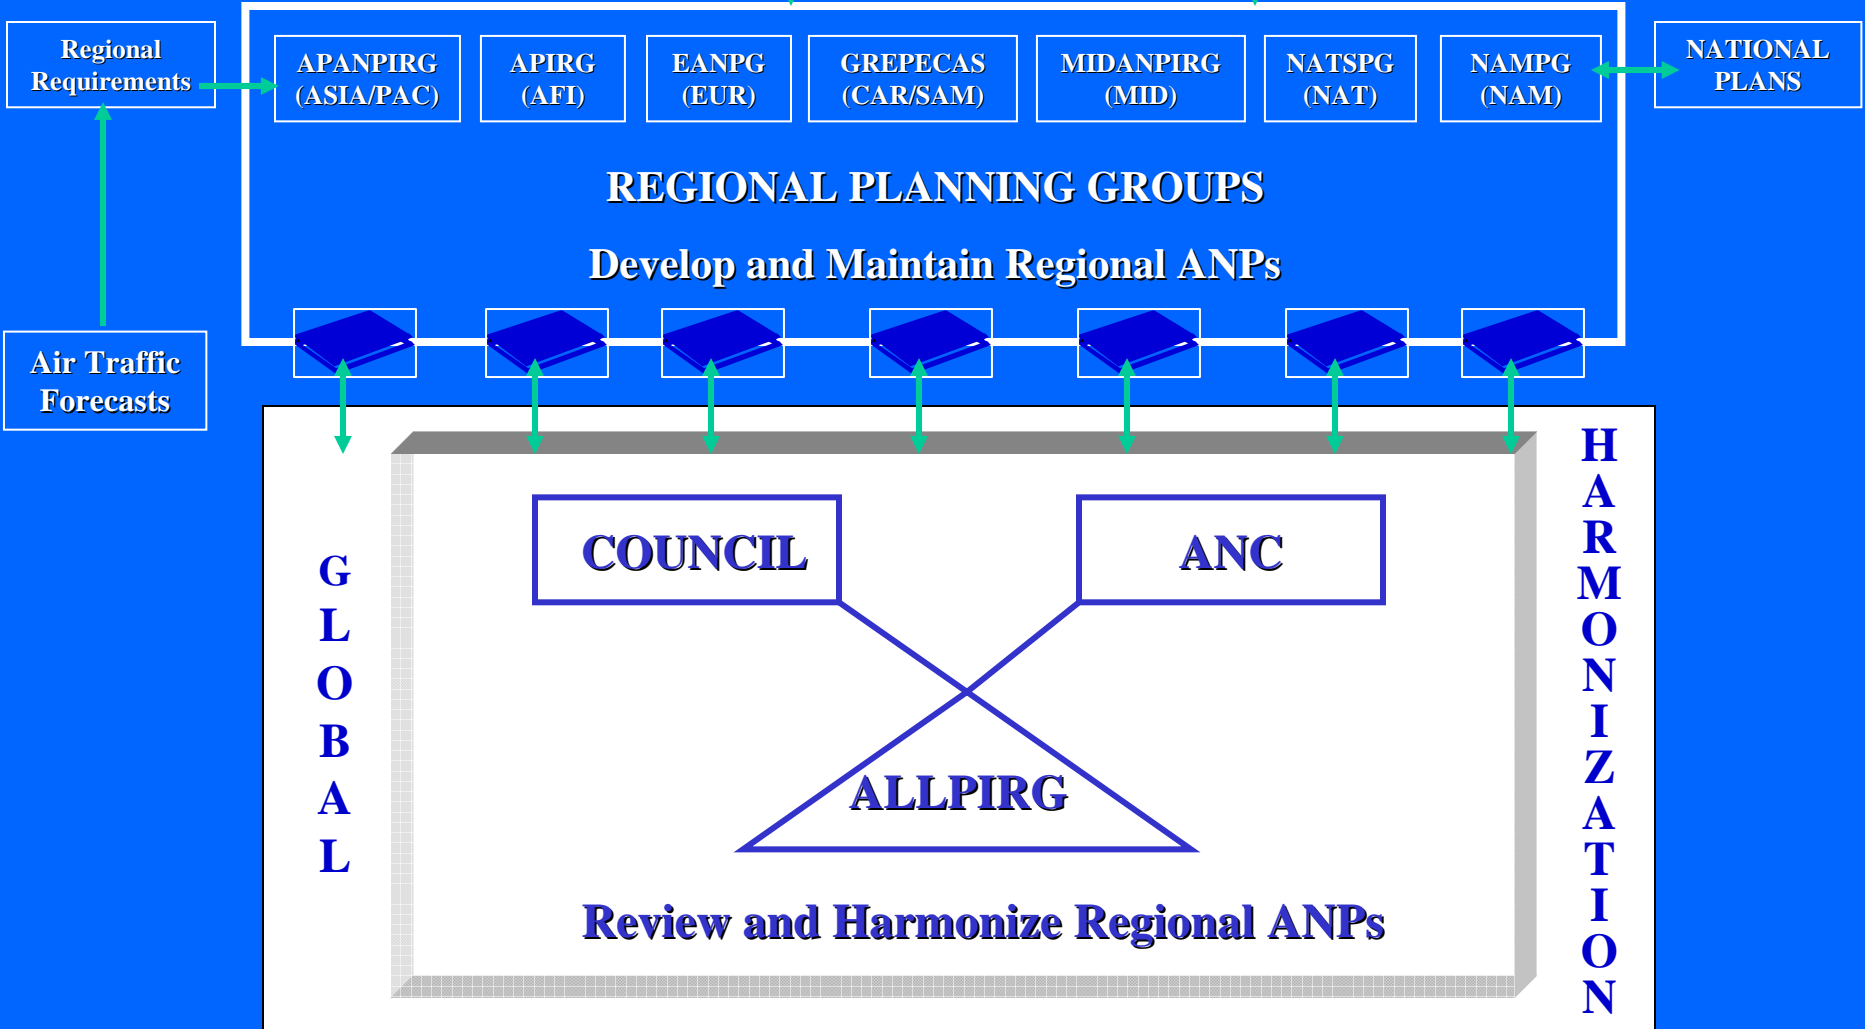 Regional
Requirements
APANPIRG
(ASIA/PAC)
APIRG
(AFI)
EANPG
(EUR)
GREPECAS
(CAR/SAM)
MIDANPIRG
(MID)
NATSPG
(NAT)
NAMPG
(NAM)
NATIONAL
PLANS
REGIONAL PLANNING GROUPS
Develop and Maintain Regional ANPs
Air Traffic
Forecasts
GLOBAL
COUNCIL
ANC
ALLPIRG
Review and Harmonize Regional ANPs
HARMONIZATION